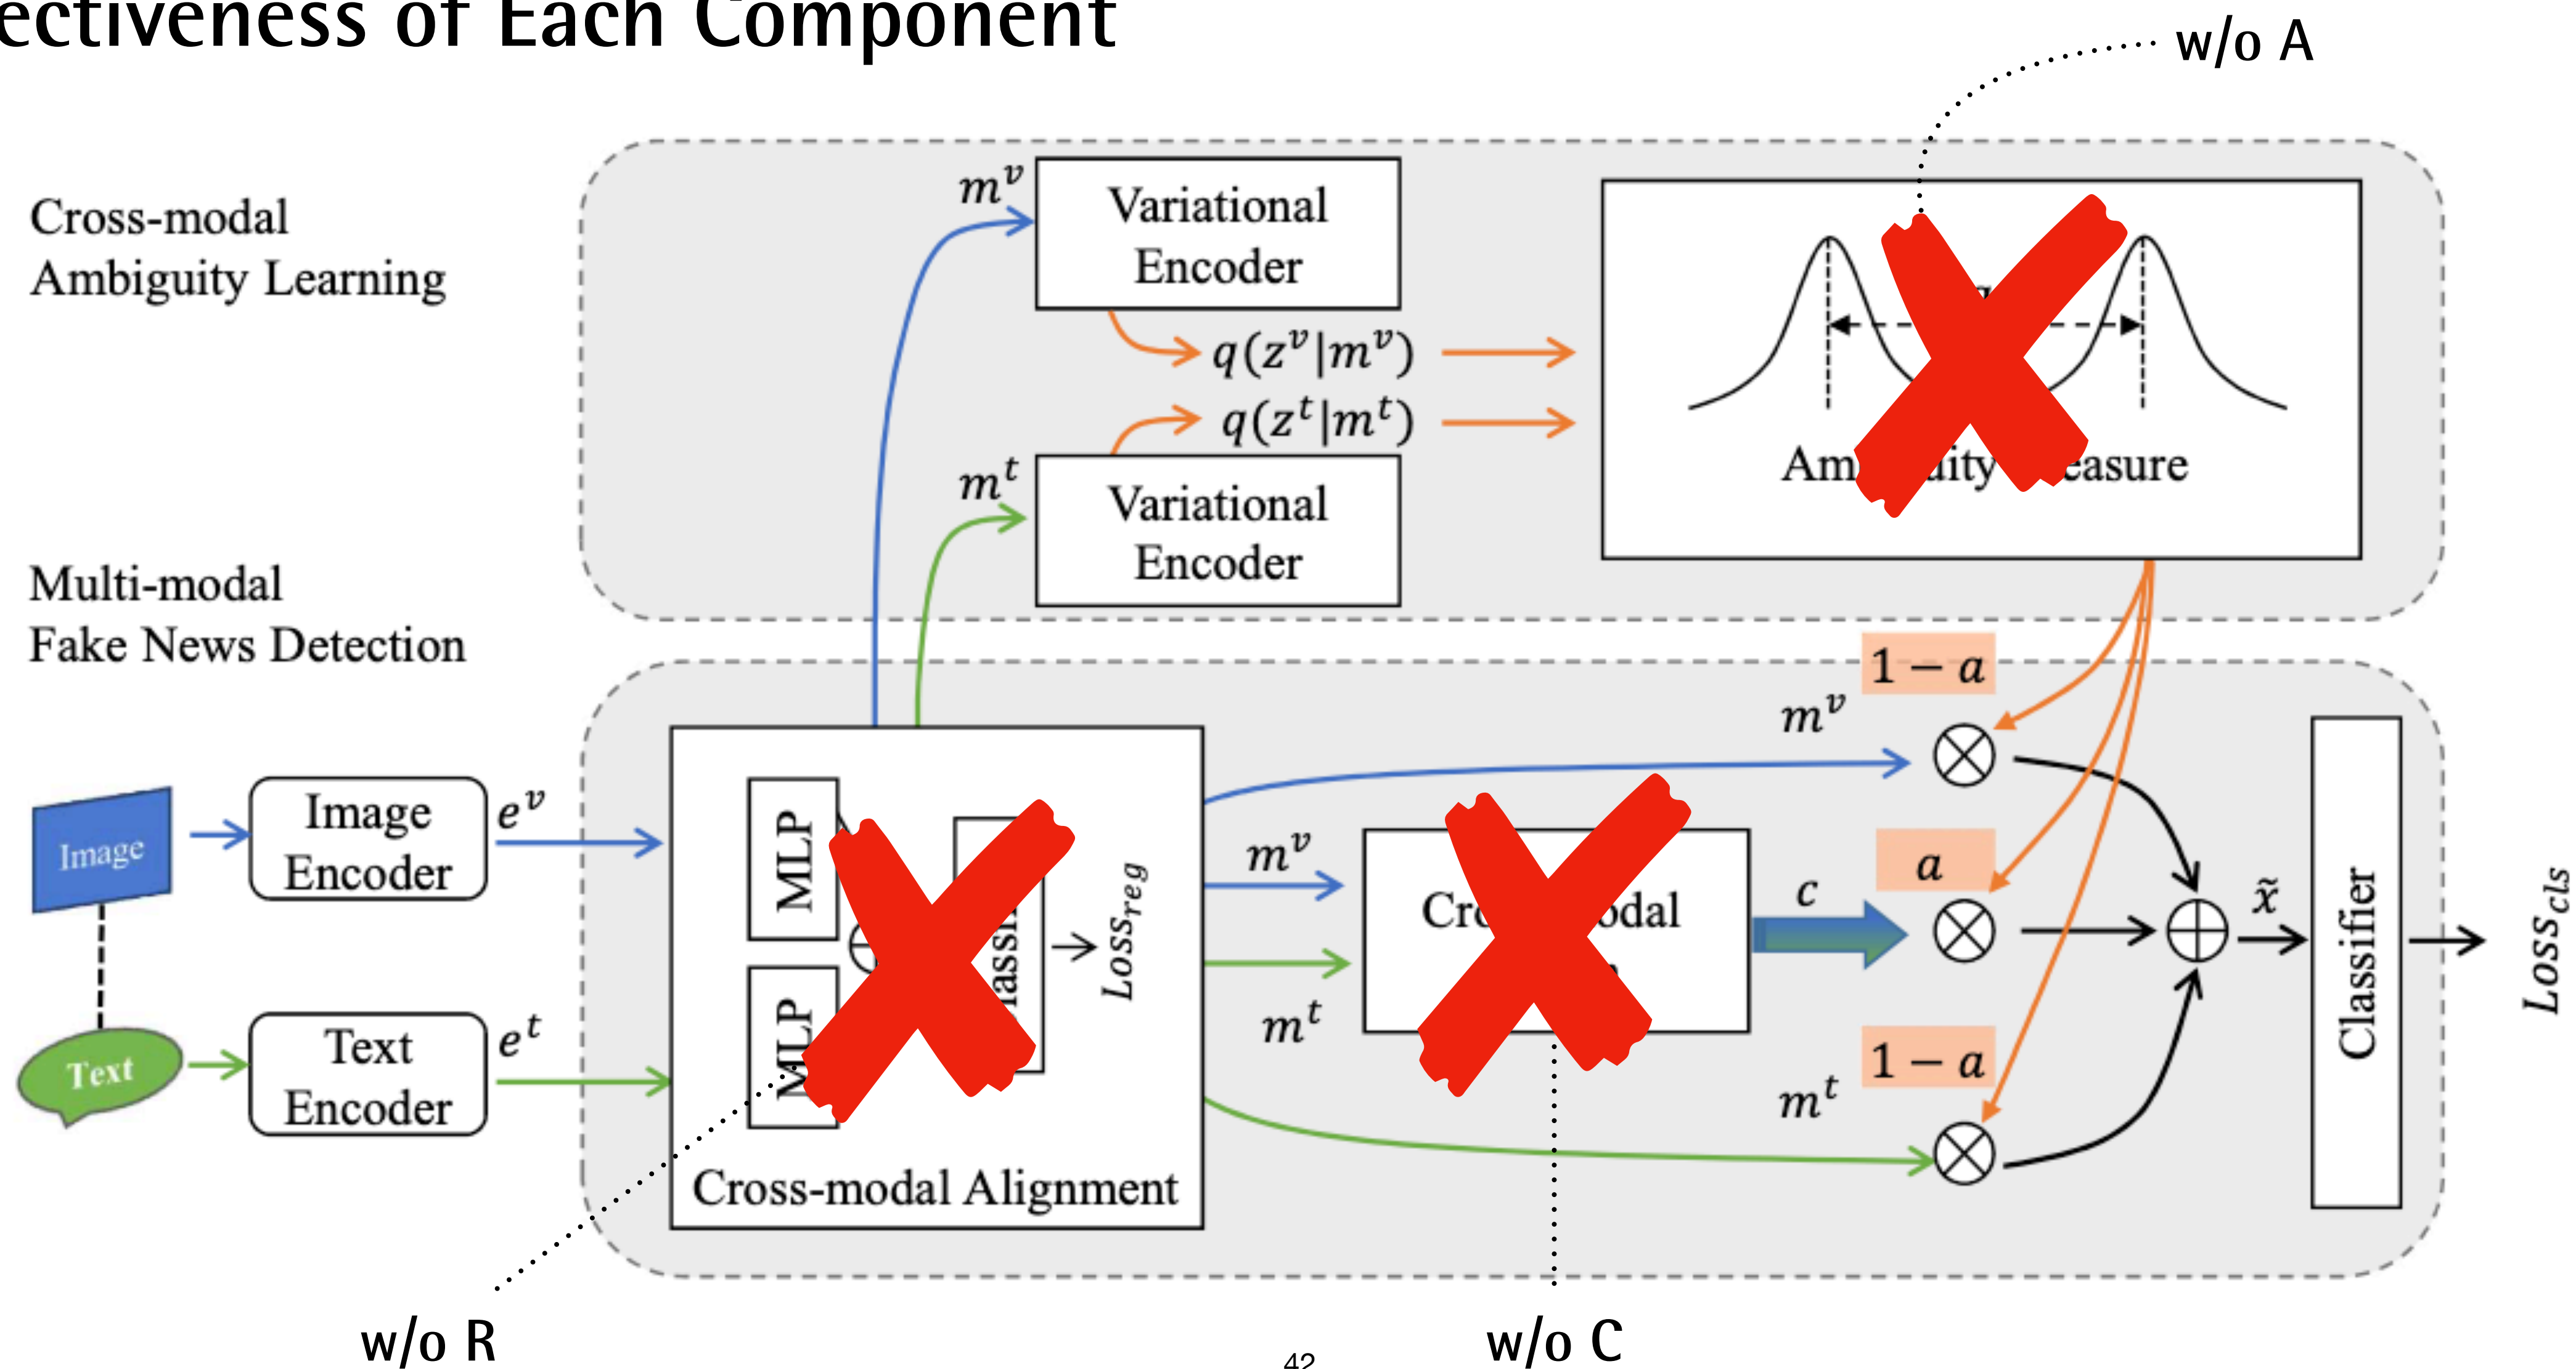 ectiveness of Each Component
w/o A
Cross-modal
Ambiguity Learning
m^v
Variational
Encoder
q(z^v|m^v)
q(z^t|m^t)
m^t
Variational
Encoder
Multi-modal
Fake News Detection
1 − a
m^v
Image
Image
Encoder
e^v
MLP
Loss_reg
m^v
a
c
x̃
Classifier
Loss_cls
Text
Text
Encoder
e^t
MLP
m^t
1 − a
m^t
Cross-modal Alignment
w/o R
w/o C
42